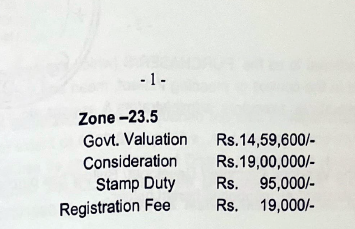 - 1 -
Zone –23.5
Govt. Valuation Rs.14,59,600/-
Consideration Rs.19,00,000/-
Stamp Duty Rs. 95,000/-
Registration Fee Rs. 19,000/-